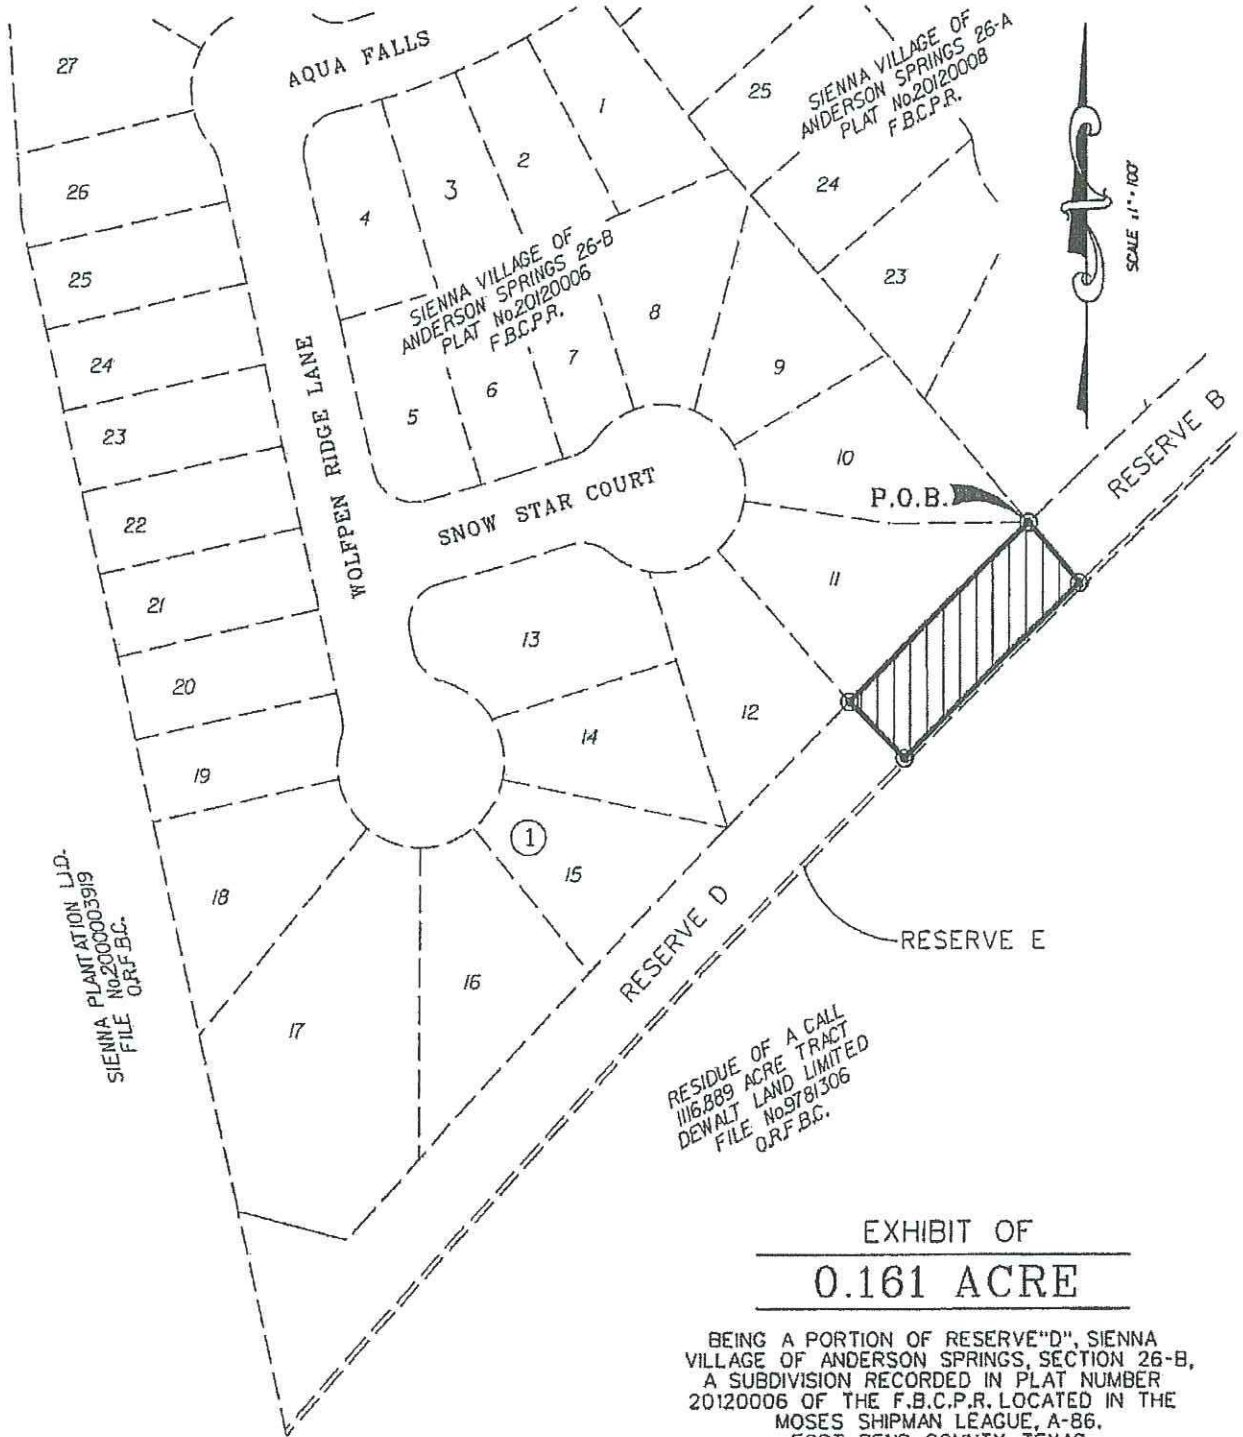 27
AQUA FALLS
SIENNA VILLAGE OF
ANDERSON SPRINGS 26-A
PLAT No.20120008
F.B.C.P.R.
25
1
2
3
4
26
24
SCALE : 1" = 100'
25
SIENNA VILLAGE OF
ANDERSON SPRINGS 26-B
PLAT No.20120006
F.B.C.P.R.
23
8
24
7
9
6
5
23
WOLFPEN RIDGE LANE
RESERVE B
10
P.O.B.
SNOW STAR COURT
22
11
21
13
20
12
14
19
1
15
18
SIENNA PLANTATION LTD.
FILE No.2000003919
O.R.F.B.C.
RESERVE D
RESERVE E
16
17
RESIDUE OF A CALL
1116.889 ACRE TRACT
DEWALT LAND LIMITED
FILE No.9781306
O.R.F.B.C.
EXHIBIT OF
0.161 ACRE
BEING A PORTION OF RESERVE"D", SIENNA
VILLAGE OF ANDERSON SPRINGS, SECTION 26-B,
A SUBDIVISION RECORDED IN PLAT NUMBER
20120006 OF THE F.B.C.P.R. LOCATED IN THE
MOSES SHIPMAN LEAGUE, A-86,
FORT BEND COUNTY, TEXAS